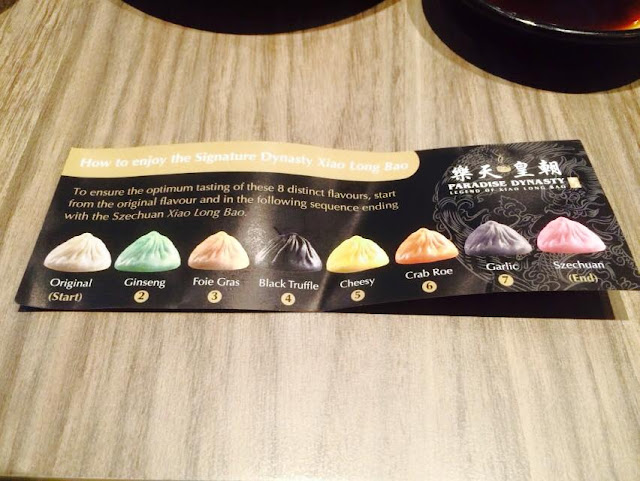 How to enjoy the Signature Dynasty Xiao Long Bao
樂天皇朝
PARADISE DYNASTY
LEGEND OF XIAO LONG BAO
To ensure the optimum tasting of these 8 distinct flavours, start
from the original flavour and in the following sequence ending
with the Szechuan Xiao Long Bao.
Original
(Start)
Ginseng
2
Foie Gras
3
Black Truffle
4
Cheesy
5
Crab Roe
6
Garlic
7
Szechuan
(End)